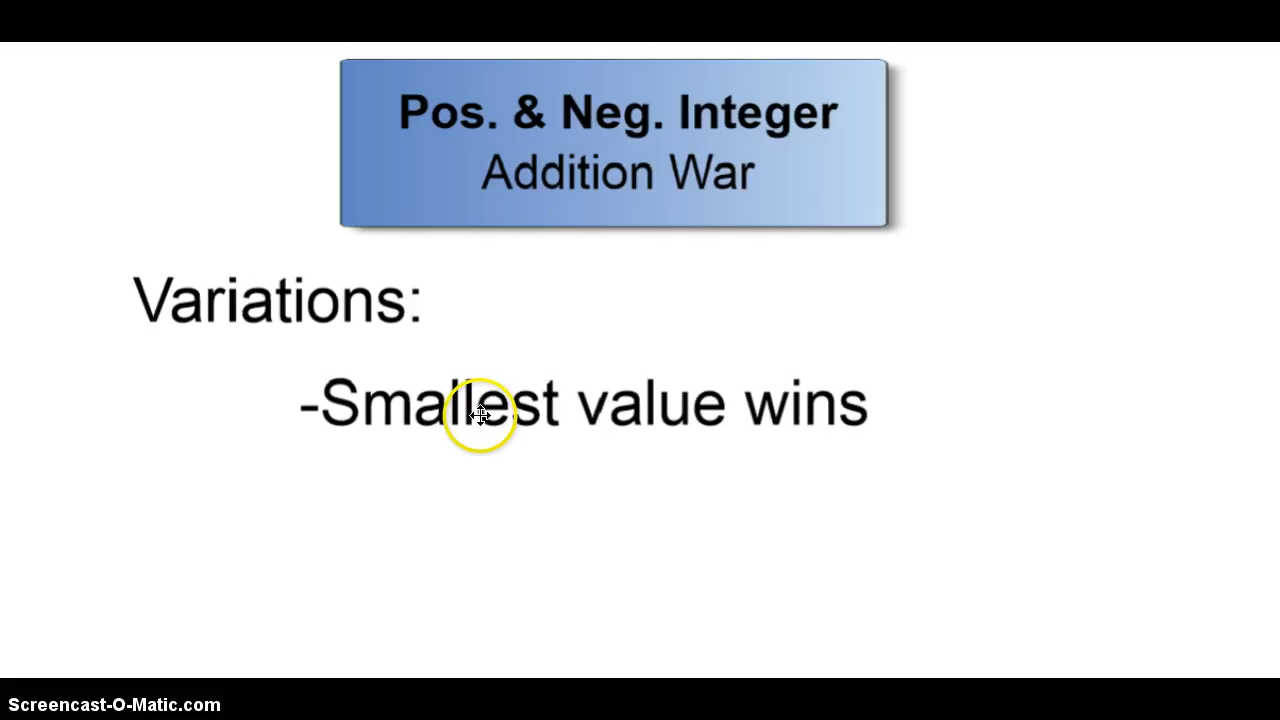 Pos. & Neg. Integer
Addition War
Variations:
-Smallest value wins
Screencast-O-Matic.com